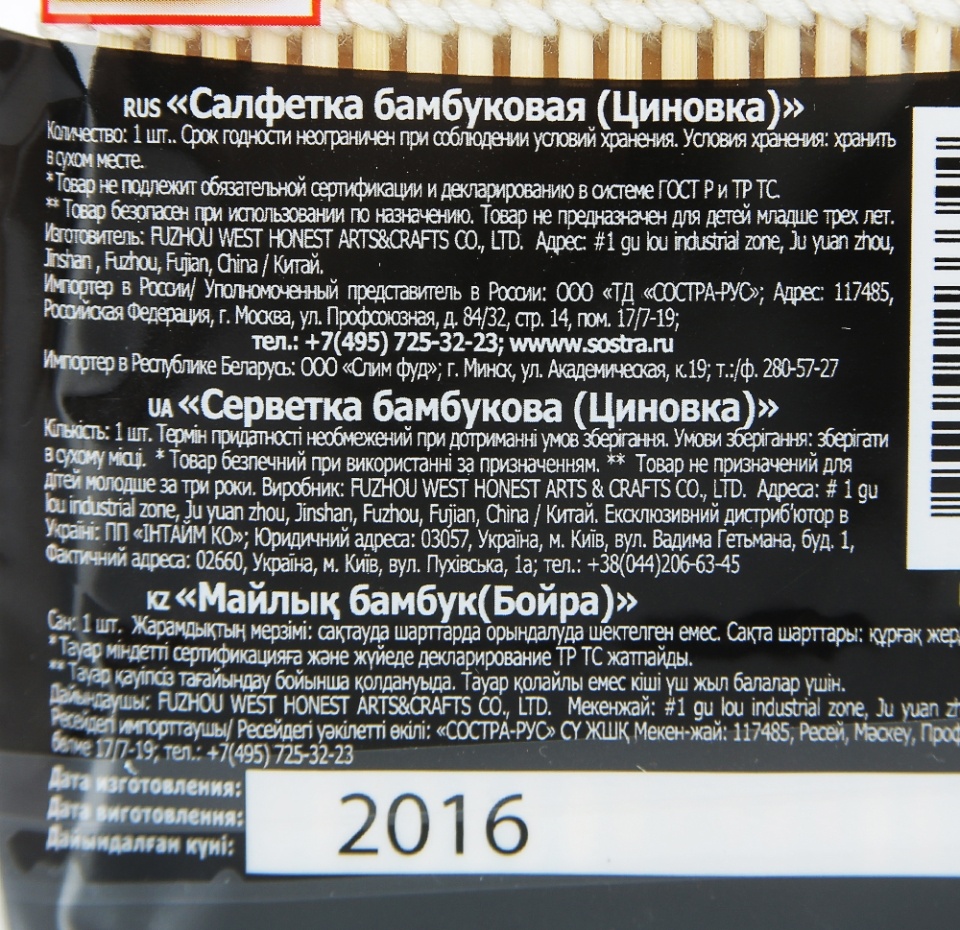 RUS «Салфетка бамбуковая (Циновка)»
Количество: 1 шт.. Срок годности неограничен при соблюдении условий хранения. Условия хранения: хранить
в сухом месте.
*Товар не подлежит обязательной сертификации и декларированию в системе ГОСТ Р и ТР ТС.
** Товар безопасен при использовании по назначению. Товар не предназначен для детей младше трех лет.
Изготовитель: FUZHOU WEST HONEST ARTS&CRAFTS CO., LTD. Адрес: #1 gu lou industrial zone, Ju yuan zhou,
Jinshan , Fuzhou, Fujian, China / Китай.
Импортер в России/ Уполномоченный представитель в России: ООО «ТД «СОСТРА-РУС»; Адрес: 117485,
Российская Федерация, г. Москва, ул. Профсоюзная, д. 84/32, стр. 14, пом. 17/7-19;
тел.: +7(495) 725-32-23; wwww.sostra.ru
Импортер в Республике Беларусь: ООО «Слим фуд»; г. Минск, ул. Академическая, к.19; т.:/ф. 280-57-27
UA «Серветка бамбукова (Циновка)»
Кількість: 1 шт. Термін придатності необмежений при дотриманні умов зберігання. Умови зберігання: зберігати
в сухому місці. * Товар безпечний при використанні за призначенням. ** Товар не призначений для
дітей молодше за три роки. Виробник: FUZHOU WEST HONEST ARTS & CRAFTS CO., LTD. Адреса: # 1 gu
lou industrial zone, Ju yuan zhou, Jinshan, Fuzhou, Fujian, China / Китай. Ексклюзивний дистриб'ютор в
Україні: ПП «ІНТАЙМ КО»; Юридичний адреса: 03057, Україна, м. Київ, вул. Вадима Гетьмана, буд. 1,
Фактичний адреса: 02660, Україна, м. Київ, вул. Пухівська, 1а; тел.: +38(044)206-63-45
KZ «Майлық бамбук(Бойра)»
Сан: 1 шт. Жарамдықтың мерзімі: сақтауда шарттарда орындалуда шектелген емес. Сақта шарттары: құрғақ жер
* Тауар міндетті сертификацияға және жүйеде декларирование ТР ТС жатпайды.
** Тауар қауіпсіз тағайындау бойынша қолдануыда. Тауар қолайлы емес кіші үш жыл балалар үшін.
Дайындаушы: FUZHOU WEST HONEST ARTS&CRAFTS CO., LTD. Мекенжай: #1 gu lou industrial zone, Ju yuan zh
Ресейдегі импорттаушы/ Ресейдегі уәкілетті өкілі: «СОСТРА-РУС» СҮ ЖШҚ Мекен-жай: 117485, Ресей, Мәскеу, Проф
бөлме 17/7-19; тел.: +7(495) 725-32-23
Дата изготовления:
Дата виготовлення:
Дайындалған күні:
2016